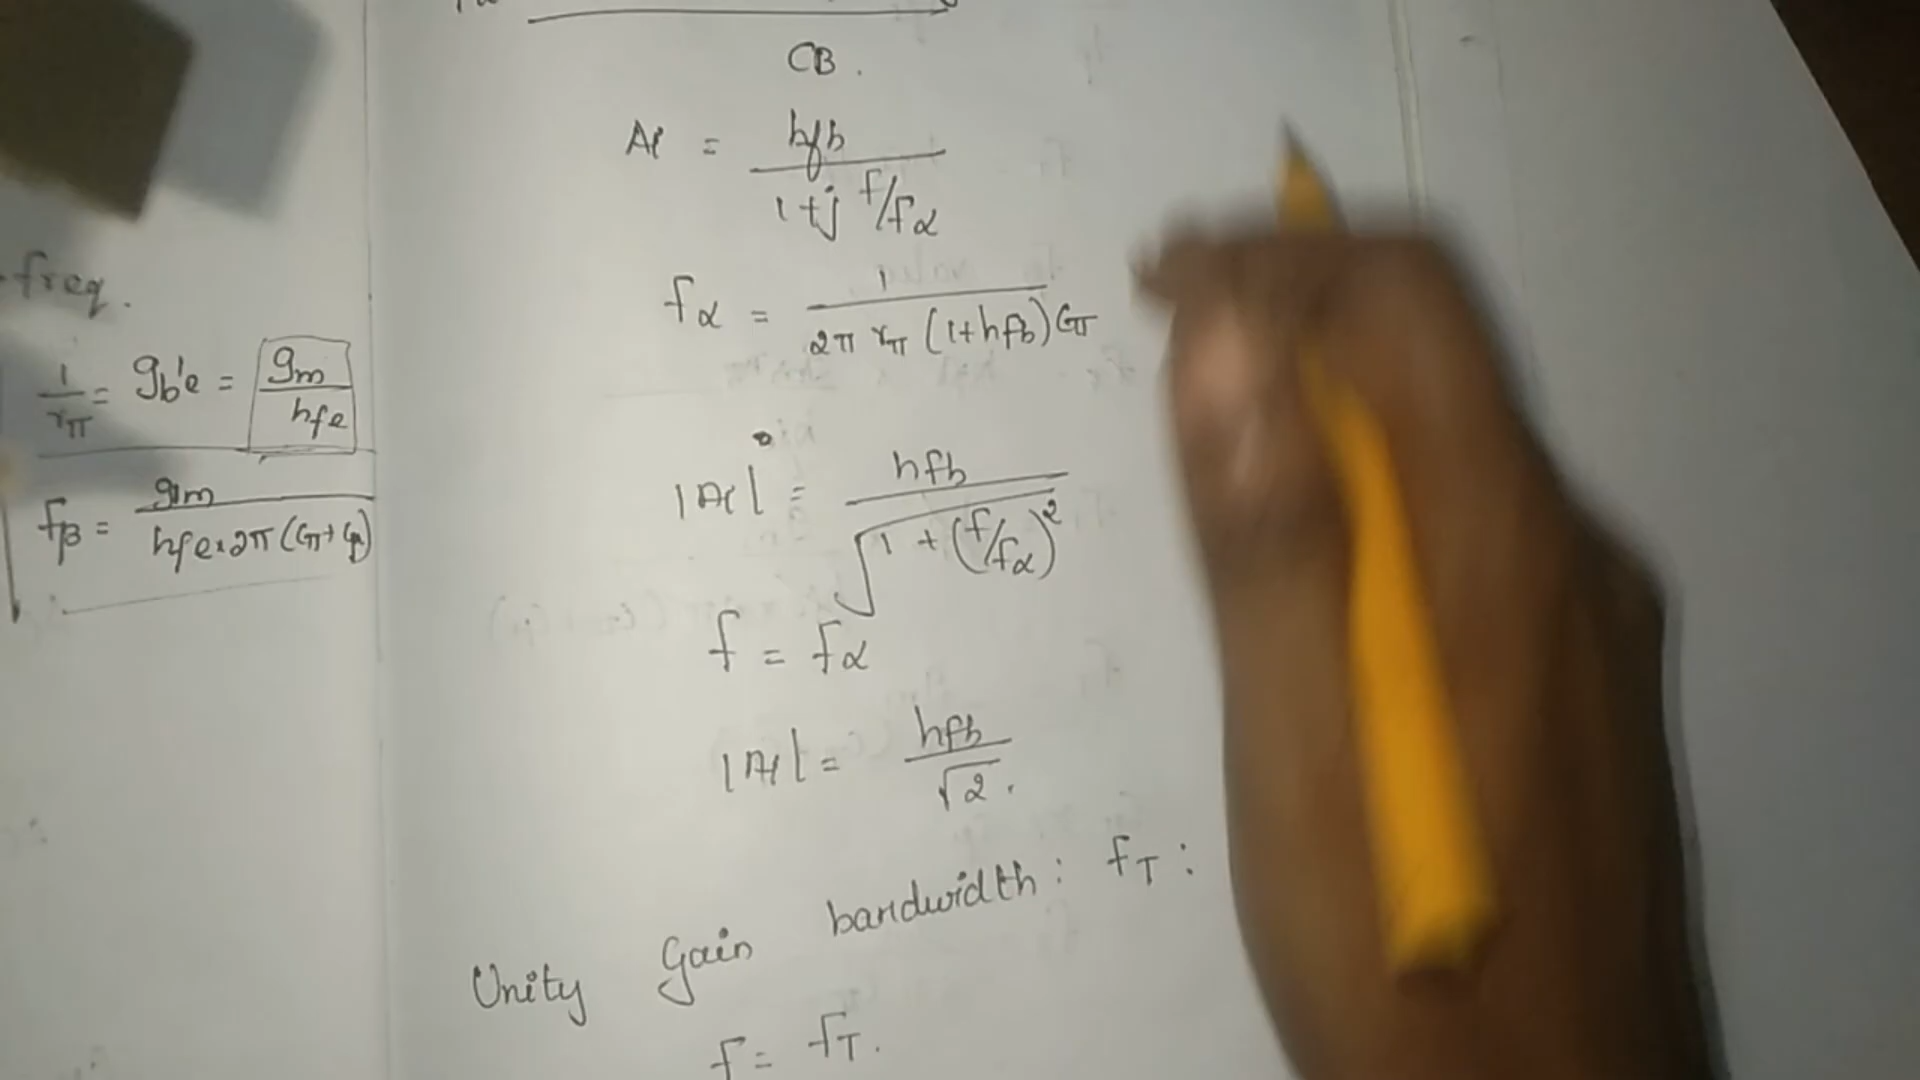 freq.
1/rπ = gb'e = gm/hfe
fβ = gm/hfe×2π(Cπ+Cμ)
CB.
Ai = hfb/1+j f/fα
fα = 1/2π rπ (1+hfb)Cπ
|Ai| = hfb/√1+(f/fα)²
f = fα
|Ai| = hfb/√2.
Unity Gain bandwidth: fT:
f = fT.